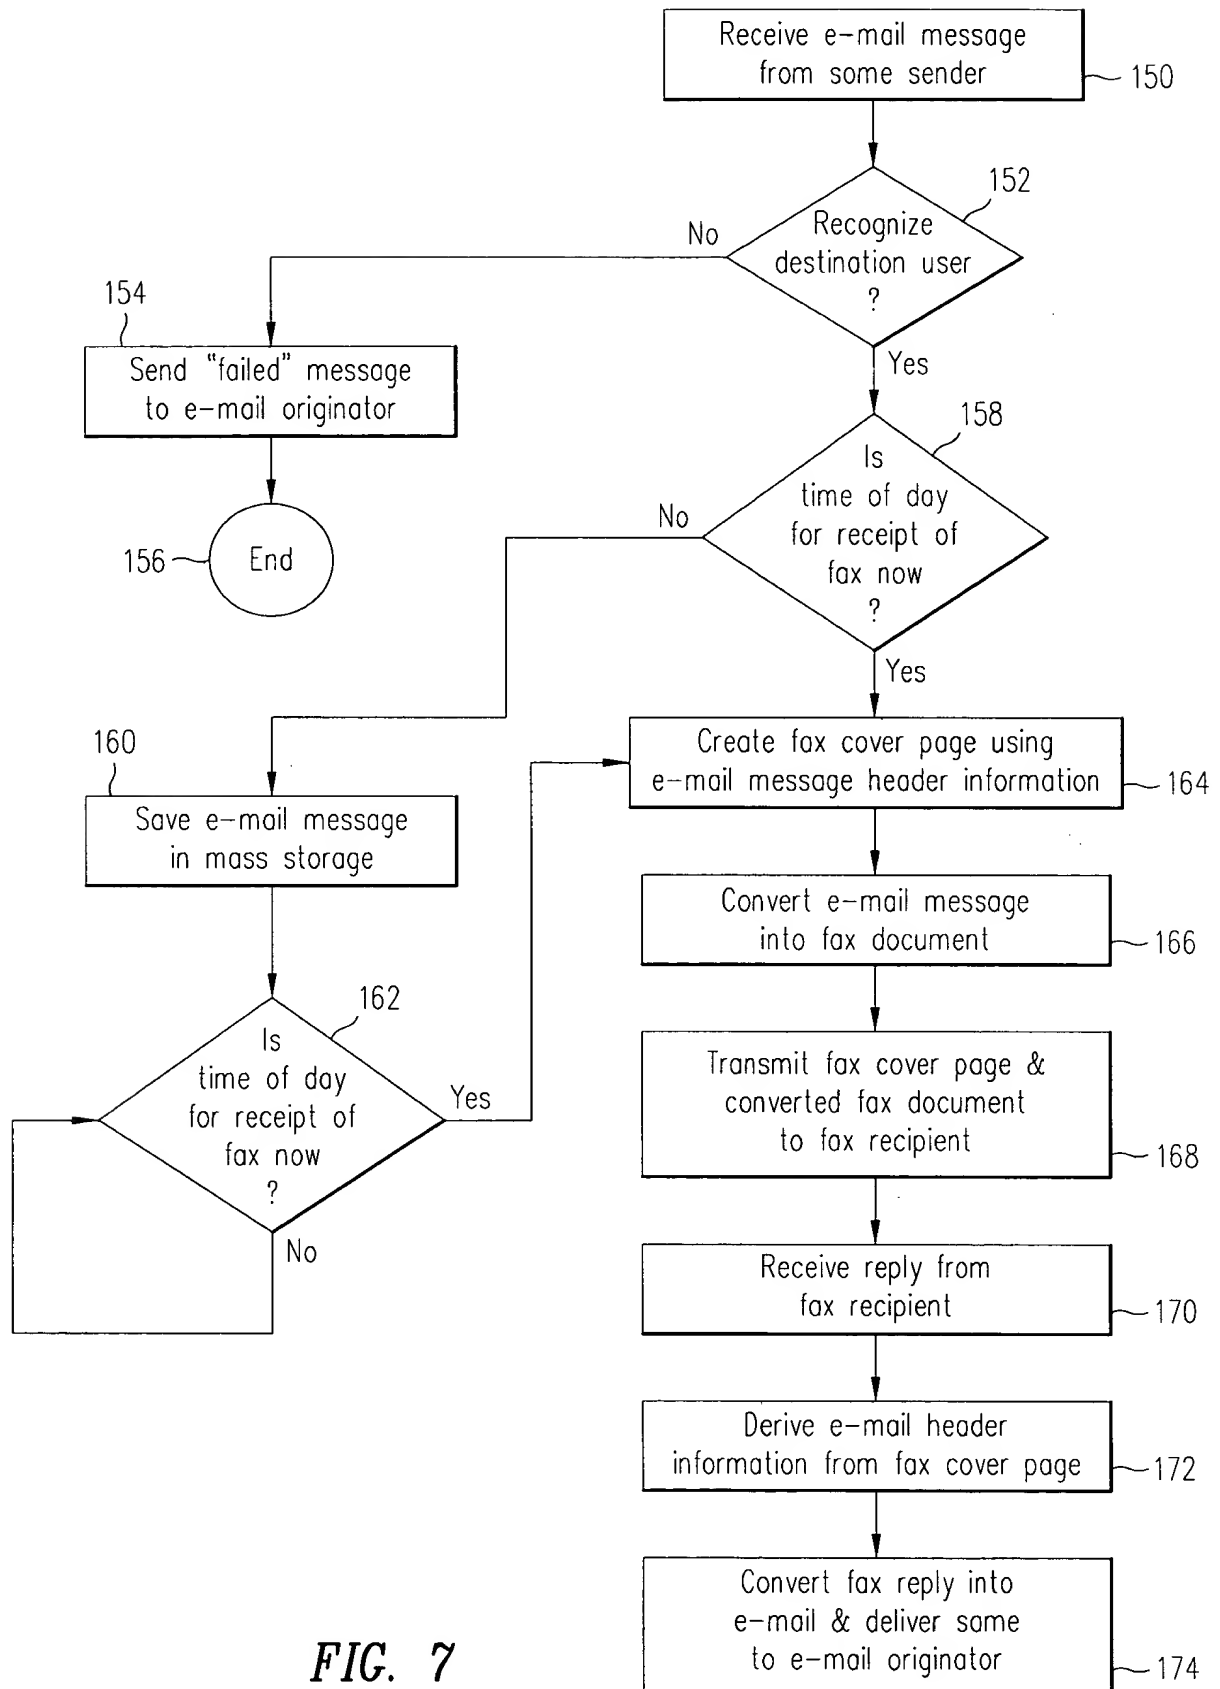 Receive e-mail message
from some sender
150
152
Recognize
destination user
?
No
Yes
154
Send "failed" message
to e-mail originator
156
End
158
Is
time of day
for receipt of
fax now
?
No
Yes
160
Save e-mail message
in mass storage
162
Is
time of day
for receipt of
fax now
?
Yes
No
Create fax cover page using
e-mail message header information
164
Convert e-mail message
into fax document
166
Transmit fax cover page &
converted fax document
to fax recipient
168
Receive reply from
fax recipient
170
Derive e-mail header
information from fax cover page
172
Convert fax reply into
e-mail & deliver same
to e-mail originator
174
FIG. 7